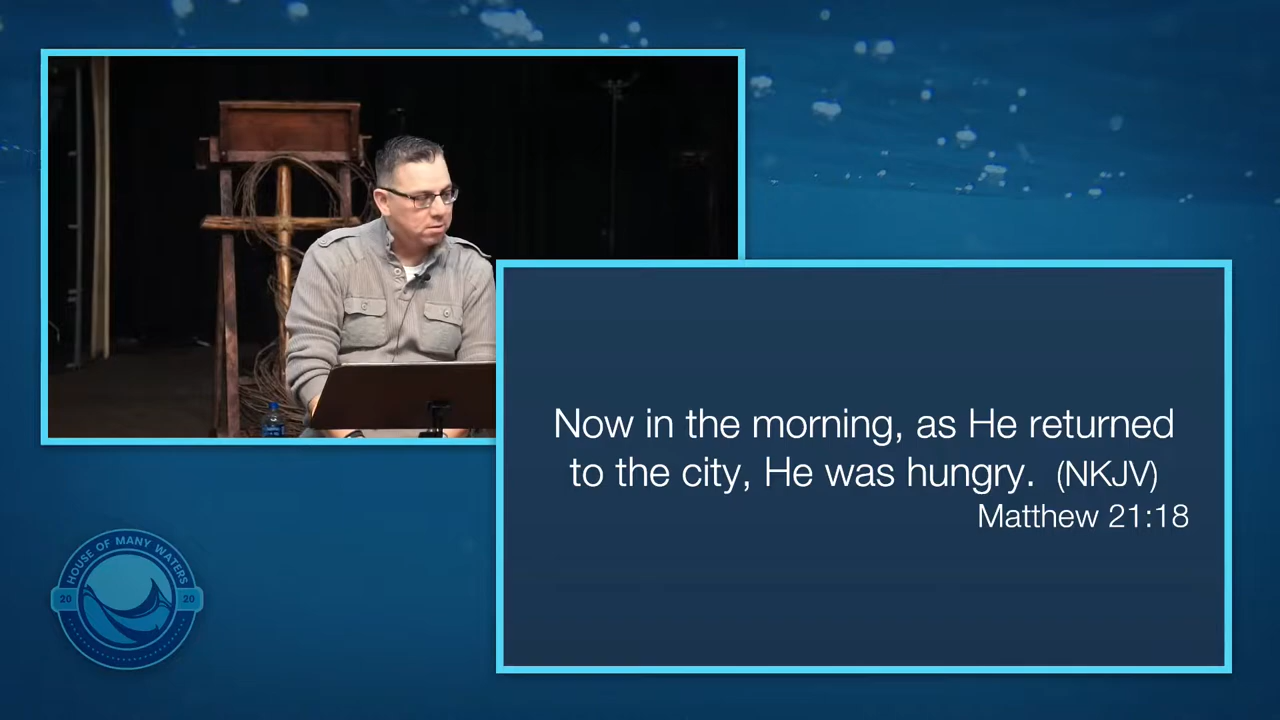 Now in the morning, as He returned
to the city, He was hungry. (NKJV)
Matthew 21:18
HOUSE OF MANY WATERS
20 20